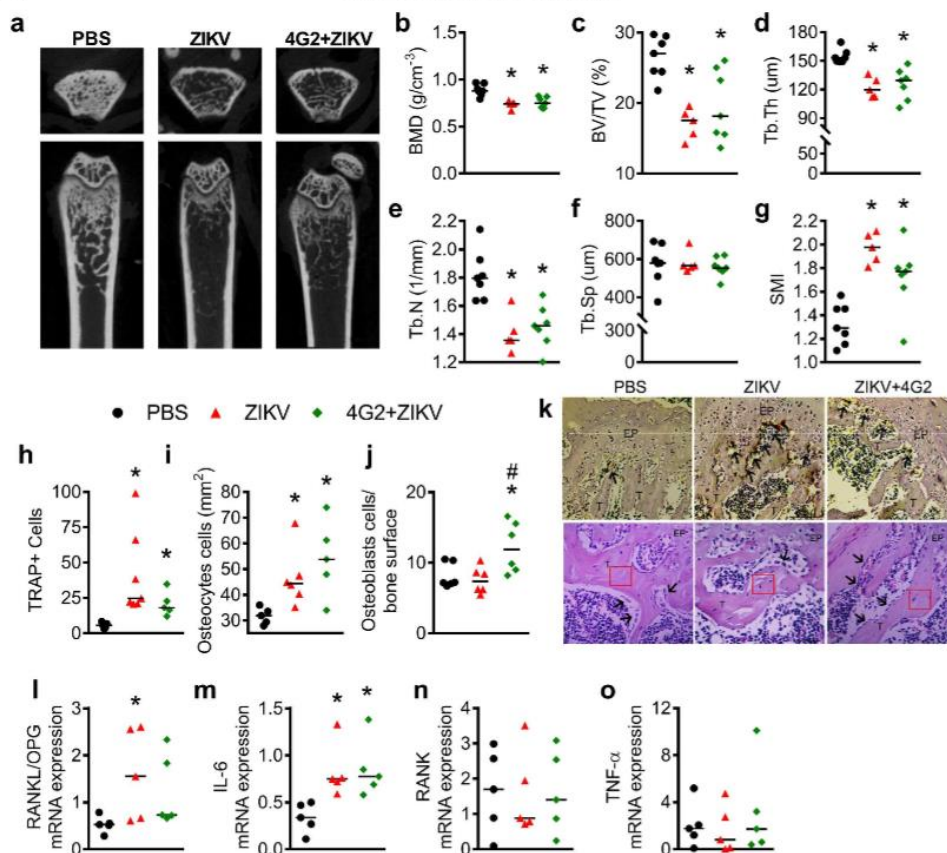 a
PBS ZIKV 4G2+ZIKV
b
BMD (g/cm-3)
1.5
1.0
0.5
0.0
* *
c
BV/TV (%)
30
20
10
* *
d
Tb.Th (um)
180
150
120
90
50
0
* *
e
Tb.N (1/mm)
2.2
2.0
1.8
1.6
1.4
1.2
* *
f
Tb.Sp (um)
800
600
400
300
0
g
SMI
2.2
2.0
1.8
1.6
1.4
1.2
1.0
* *
PBS ZIKV 4G2+ZIKV
h
TRAP+ Cells
100
75
50
25
0
* *
i
Osteocytes cells (mm2)
80
70
60
50
40
30
* *
j
Osteoblasts cells/
bone surface
20
10
0
#
*
k
PBS ZIKV ZIKV+4G2
EP EP EP
T T
EP EP EP
T T T
l
RANKL/OPG
mRNA expression
3
2
1
0
*
m
IL-6
mRNA expression
1.5
1.0
0.5
0.0
* *
n
RANK
mRNA expression
4
3
2
1
0
o
TNF-α
mRNA expression
12
8
4
0